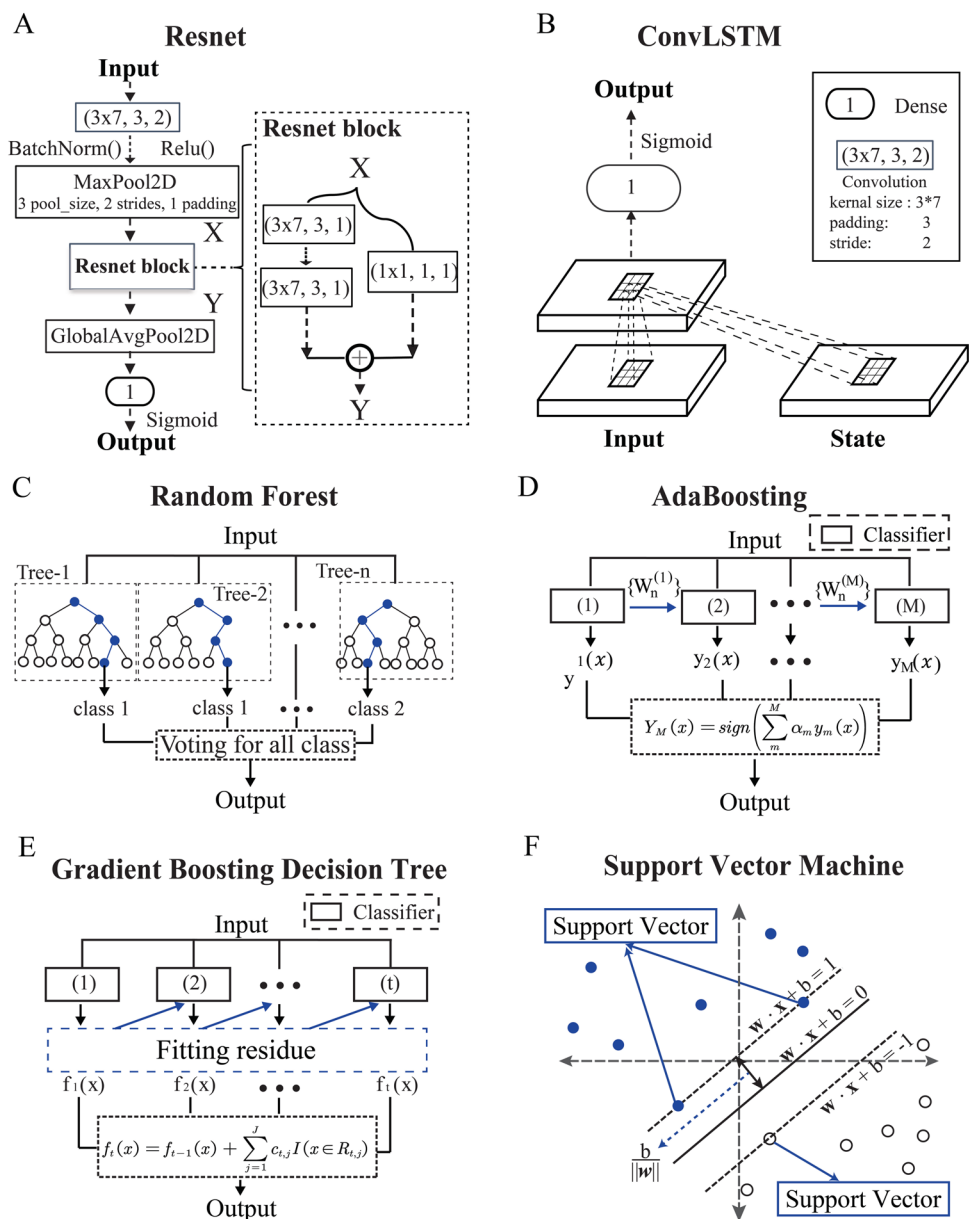 A
Resnet
Input
(3x7, 3, 2)
BatchNorm() Relu()
MaxPool2D
3 pool_size, 2 strides, 1 padding
X
Resnet block
Y
GlobalAvgPool2D
1
Sigmoid
Output
Resnet block
X
(3x7, 3, 1)
(3x7, 3, 1)
(1x1, 1, 1)
+
Y
B
ConvLSTM
Output
Sigmoid
1
Input
State
1 Dense
(3x7, 3, 2)
Convolution
kernal size : 3*7
padding: 3
stride: 2
C
Random Forest
Input
Tree-1
Tree-2
Tree-n
class 1
class 1
class 2
Voting for all class
Output
D
AdaBoosting
Classifier
Input
(1) {W_n^(1)} (2) {W_n^(M)} (M)
y ^1(x) y_2(x) y_M(x)
Y_M(x) = sign(∑_m^M α_m y_m(x))
Output
E
Gradient Boosting Decision Tree
Classifier
Input
(1) (2) (t)
Fitting residue
f_1(x) f_2(x) f_t(x)
f_t(x) = f_{t-1}(x) + ∑_{j=1}^J c_{t,j} I(x∈R_{t,j})
Output
F
Support Vector Machine
Support Vector
w · x + b = 1
w · x + b = 0
w · x + b = -1
b
||w||
Support Vector